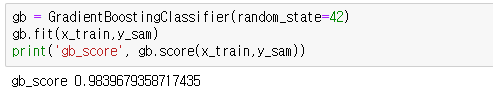 gb = GradientBoostingClassifier(random_state=42)
gb.fit(x_train,y_sam)
print('gb_score', gb.score(x_train,y_sam))
gb_score 0.9839679358717435